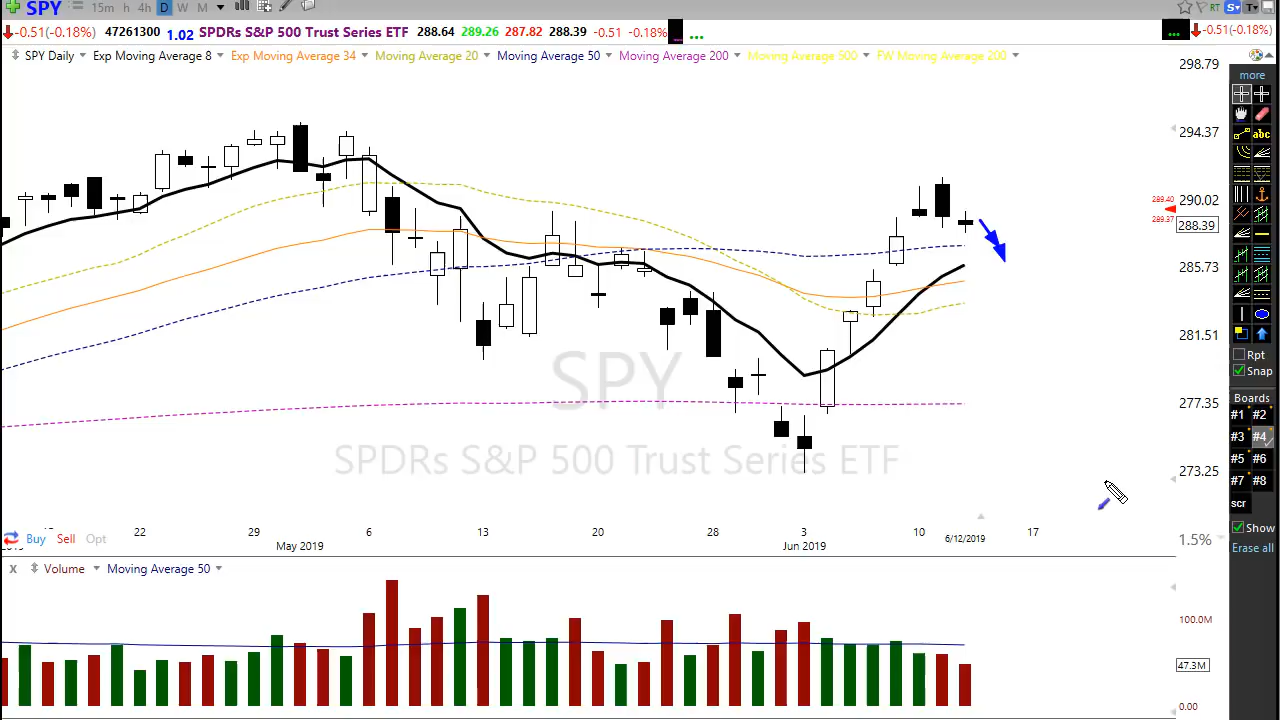 SPY 15m h 4h D W M RT S T
-0.51(-0.18%) 47261300 1.02 SPDRs S&P 500 Trust Series ETF 288.64 289.26 287.82 288.39 -0.51 -0.18% ... ... -0.51(-0.18%)
SPY Daily Exp Moving Average 8 Exp Moving Average 34 Moving Average 20 Moving Average 50 Moving Average 200 Moving Average 500 FW Moving Average 200
298.79
294.37
290.02
289.40
289.37
288.39
285.73
281.51
277.35
273.25
1.5%
SPY
SPDRs S&P 500 Trust Series ETF
22 29 6 13 20 28 3 10 6/12/2019 17
May 2019 Jun 2019
Buy Sell Opt
X Volume Moving Average 50
100.0M
47.3M
0.00
more
abc
Rpt
Snap
Boards
#1 #2
#3 #4
#5 #6
#7 #8
scr
Show
Erase all